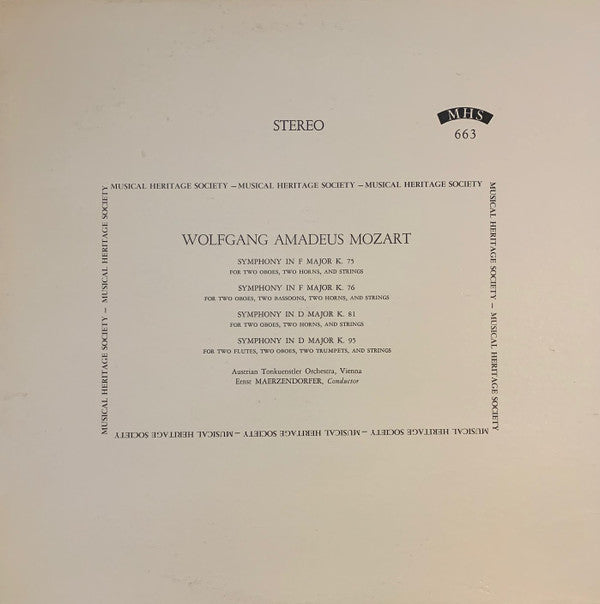 STEREO
MHS
663
MUSICAL HERITAGE SOCIETY – MUSICAL HERITAGE SOCIETY – MUSICAL HERITAGE SOCIETY
MUSICAL HERITAGE SOCIETY – MUSICAL HERITAGE SOCIETY
WOLFGANG AMADEUS MOZART
SYMPHONY IN F MAJOR K. 75
FOR TWO OBOES, TWO HORNS, AND STRINGS
SYMPHONY IN F MAJOR K. 76
FOR TWO OBOES, TWO BASSOONS, TWO HORNS, AND STRINGS
SYMPHONY IN D MAJOR K. 81
FOR TWO OBOES, TWO HORNS, AND STRINGS
SYMPHONY IN D MAJOR K. 95
FOR TWO FLUTES, TWO OBOES, TWO TRUMPETS, AND STRINGS
Austrian Tonkuenstler Orchestra, Vienna
Ernst MAERZENDORFER, Conductor
MUSICAL HERITAGE SOCIETY – MUSICAL HERITAGE SOCIETY
MUSICAL HERITAGE SOCIETY – MUSICAL HERITAGE SOCIETY – MUSICAL HERITAGE SOCIETY